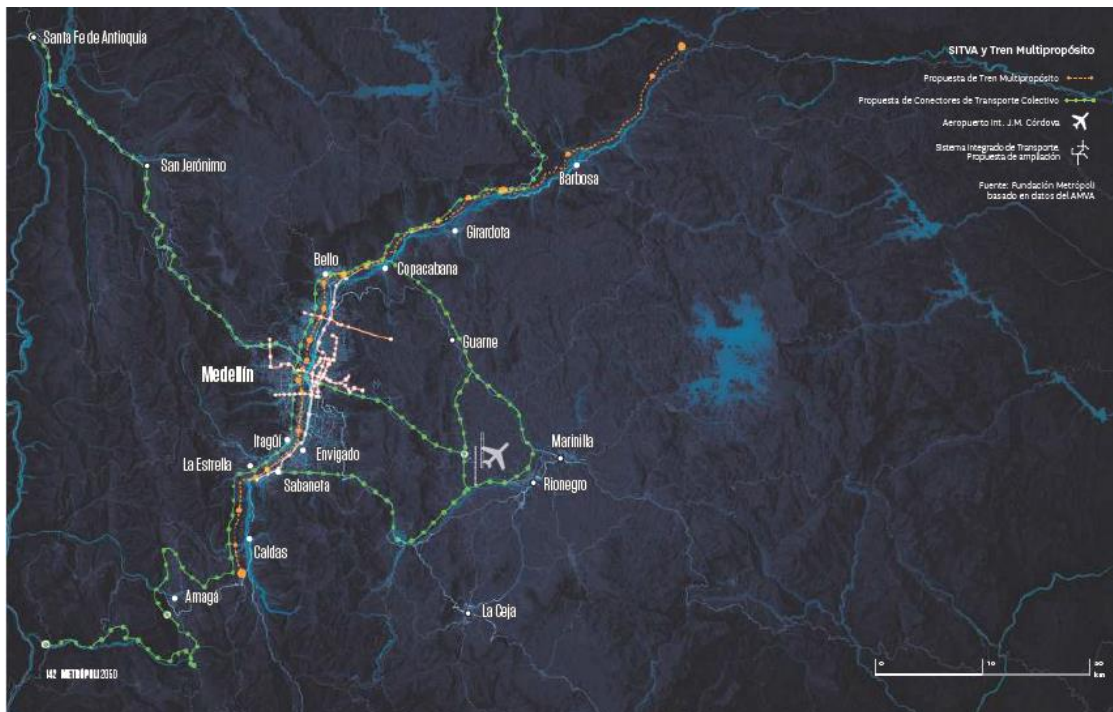 Santa Fe de Antioquia
SITVA y Tren Multipropósito
Propuesta de Tren Multipropósito
Propuesta de Conectores de Transporte Colectivo
Aeropuerto Int. J.M. Córdova
Sistema Integrado de Transporte.
Propuesta de ampliación
Fuente: Fundación Metrópoli
basado en datos del AMVA
San Jerónimo
Barbosa
Girardota
Bello
Copacabana
Guarne
Medellín
Itagüí
Envigado
Marinilla
La Estrella
Sabaneta
Rionegro
Caldas
Amagá
La Ceja
142 METRÓPOLI 2050
0 10 20
km